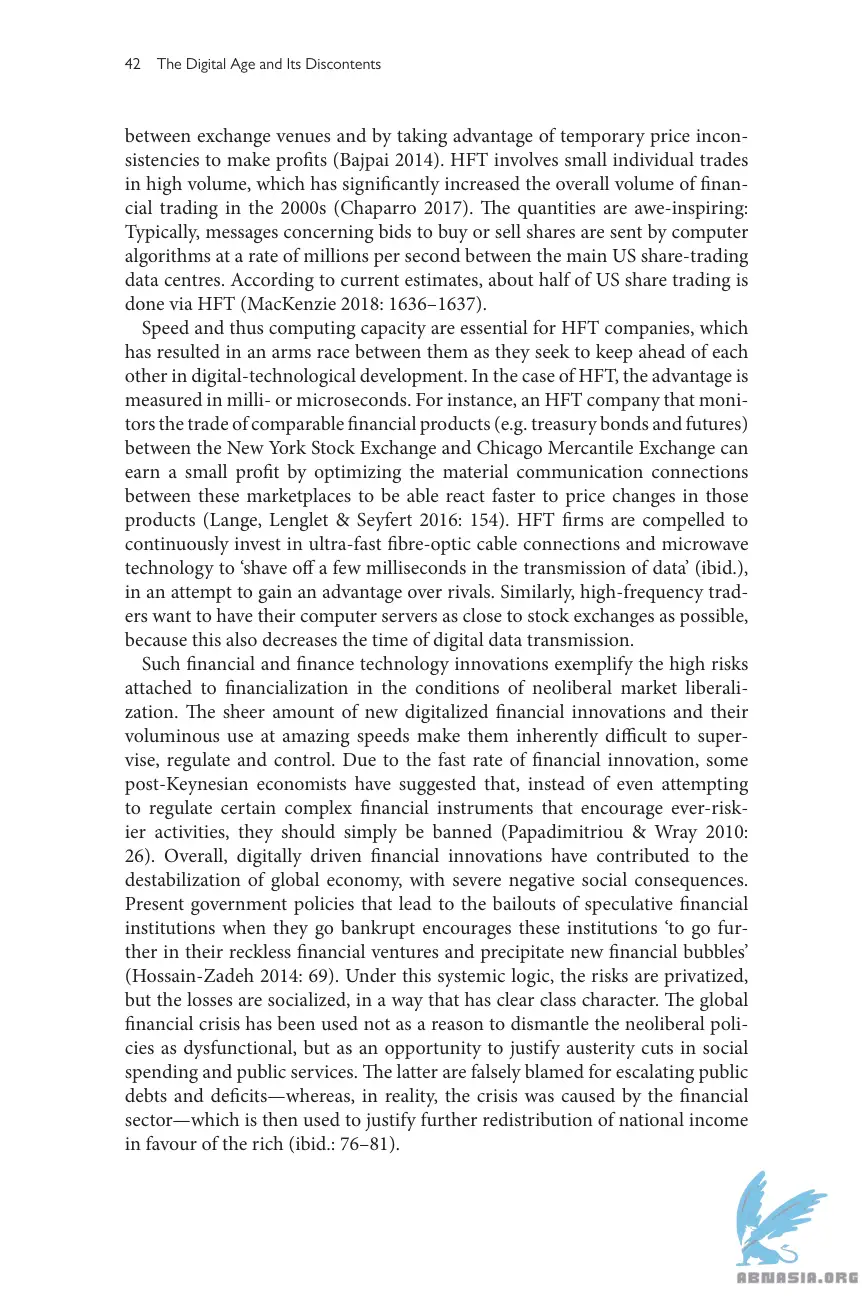 42 The Digital Age and Its Discontents
between exchange venues and by taking advantage of temporary price incon-
sistencies to make profits (Bajpai 2014). HFT involves small individual trades
in high volume, which has significantly increased the overall volume of finan-
cial trading in the 2000s (Chaparro 2017). The quantities are awe-inspiring:
Typically, messages concerning bids to buy or sell shares are sent by computer
algorithms at a rate of millions per second between the main US share-trading
data centres. According to current estimates, about half of US share trading is
done via HFT (MacKenzie 2018: 1636–1637).
Speed and thus computing capacity are essential for HFT companies, which
has resulted in an arms race between them as they seek to keep ahead of each
other in digital-technological development. In the case of HFT, the advantage is
measured in milli- or microseconds. For instance, an HFT company that moni-
tors the trade of comparable financial products (e.g. treasury bonds and futures)
between the New York Stock Exchange and Chicago Mercantile Exchange can
earn a small profit by optimizing the material communication connections
between these marketplaces to be able react faster to price changes in those
products (Lange, Lenglet & Seyfert 2016: 154). HFT firms are compelled to
continuously invest in ultra-fast fibre-optic cable connections and microwave
technology to ‘shave off a few milliseconds in the transmission of data’ (ibid.),
in an attempt to gain an advantage over rivals. Similarly, high-frequency trad-
ers want to have their computer servers as close to stock exchanges as possible,
because this also decreases the time of digital data transmission.
Such financial and finance technology innovations exemplify the high risks
attached to financialization in the conditions of neoliberal market liberali-
zation. The sheer amount of new digitalized financial innovations and their
voluminous use at amazing speeds make them inherently difficult to super-
vise, regulate and control. Due to the fast rate of financial innovation, some
post-Keynesian economists have suggested that, instead of even attempting
to regulate certain complex financial instruments that encourage ever-risk-
ier activities, they should simply be banned (Papadimitriou & Wray 2010:
26). Overall, digitally driven financial innovations have contributed to the
destabilization of global economy, with severe negative social consequences.
Present government policies that lead to the bailouts of speculative financial
institutions when they go bankrupt encourages these institutions ‘to go fur-
ther in their reckless financial ventures and precipitate new financial bubbles’
(Hossain-Zadeh 2014: 69). Under this systemic logic, the risks are privatized,
but the losses are socialized, in a way that has clear class character. The global
financial crisis has been used not as a reason to dismantle the neoliberal poli-
cies as dysfunctional, but as an opportunity to justify austerity cuts in social
spending and public services. The latter are falsely blamed for escalating public
debts and deficits—whereas, in reality, the crisis was caused by the financial
sector—which is then used to justify further redistribution of national income
in favour of the rich (ibid.: 76–81).
ABNASIA.ORG